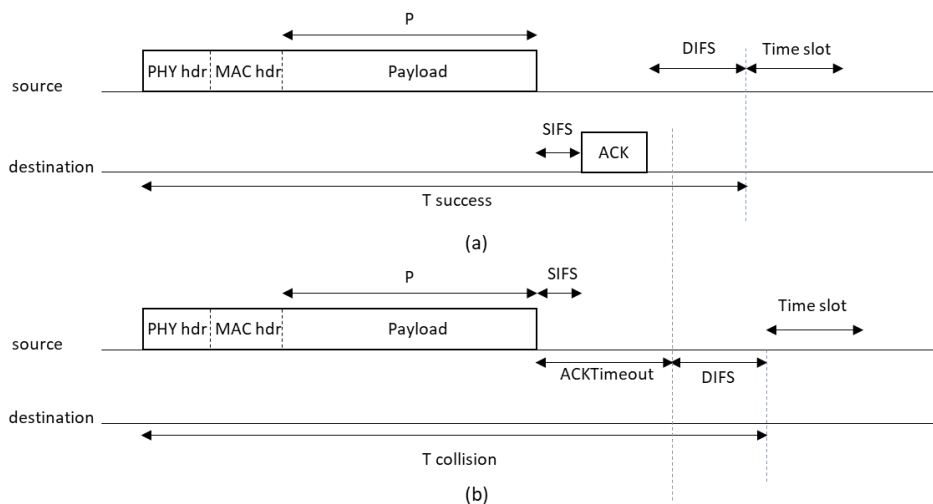 P
DIFS
Time slot
PHY hdr
MAC hdr
Payload
source
SIFS
ACK
destination
T success
(a)
P
SIFS
Time slot
PHY hdr
MAC hdr
Payload
source
ACKTimeout
DIFS
destination
T collision
(b)